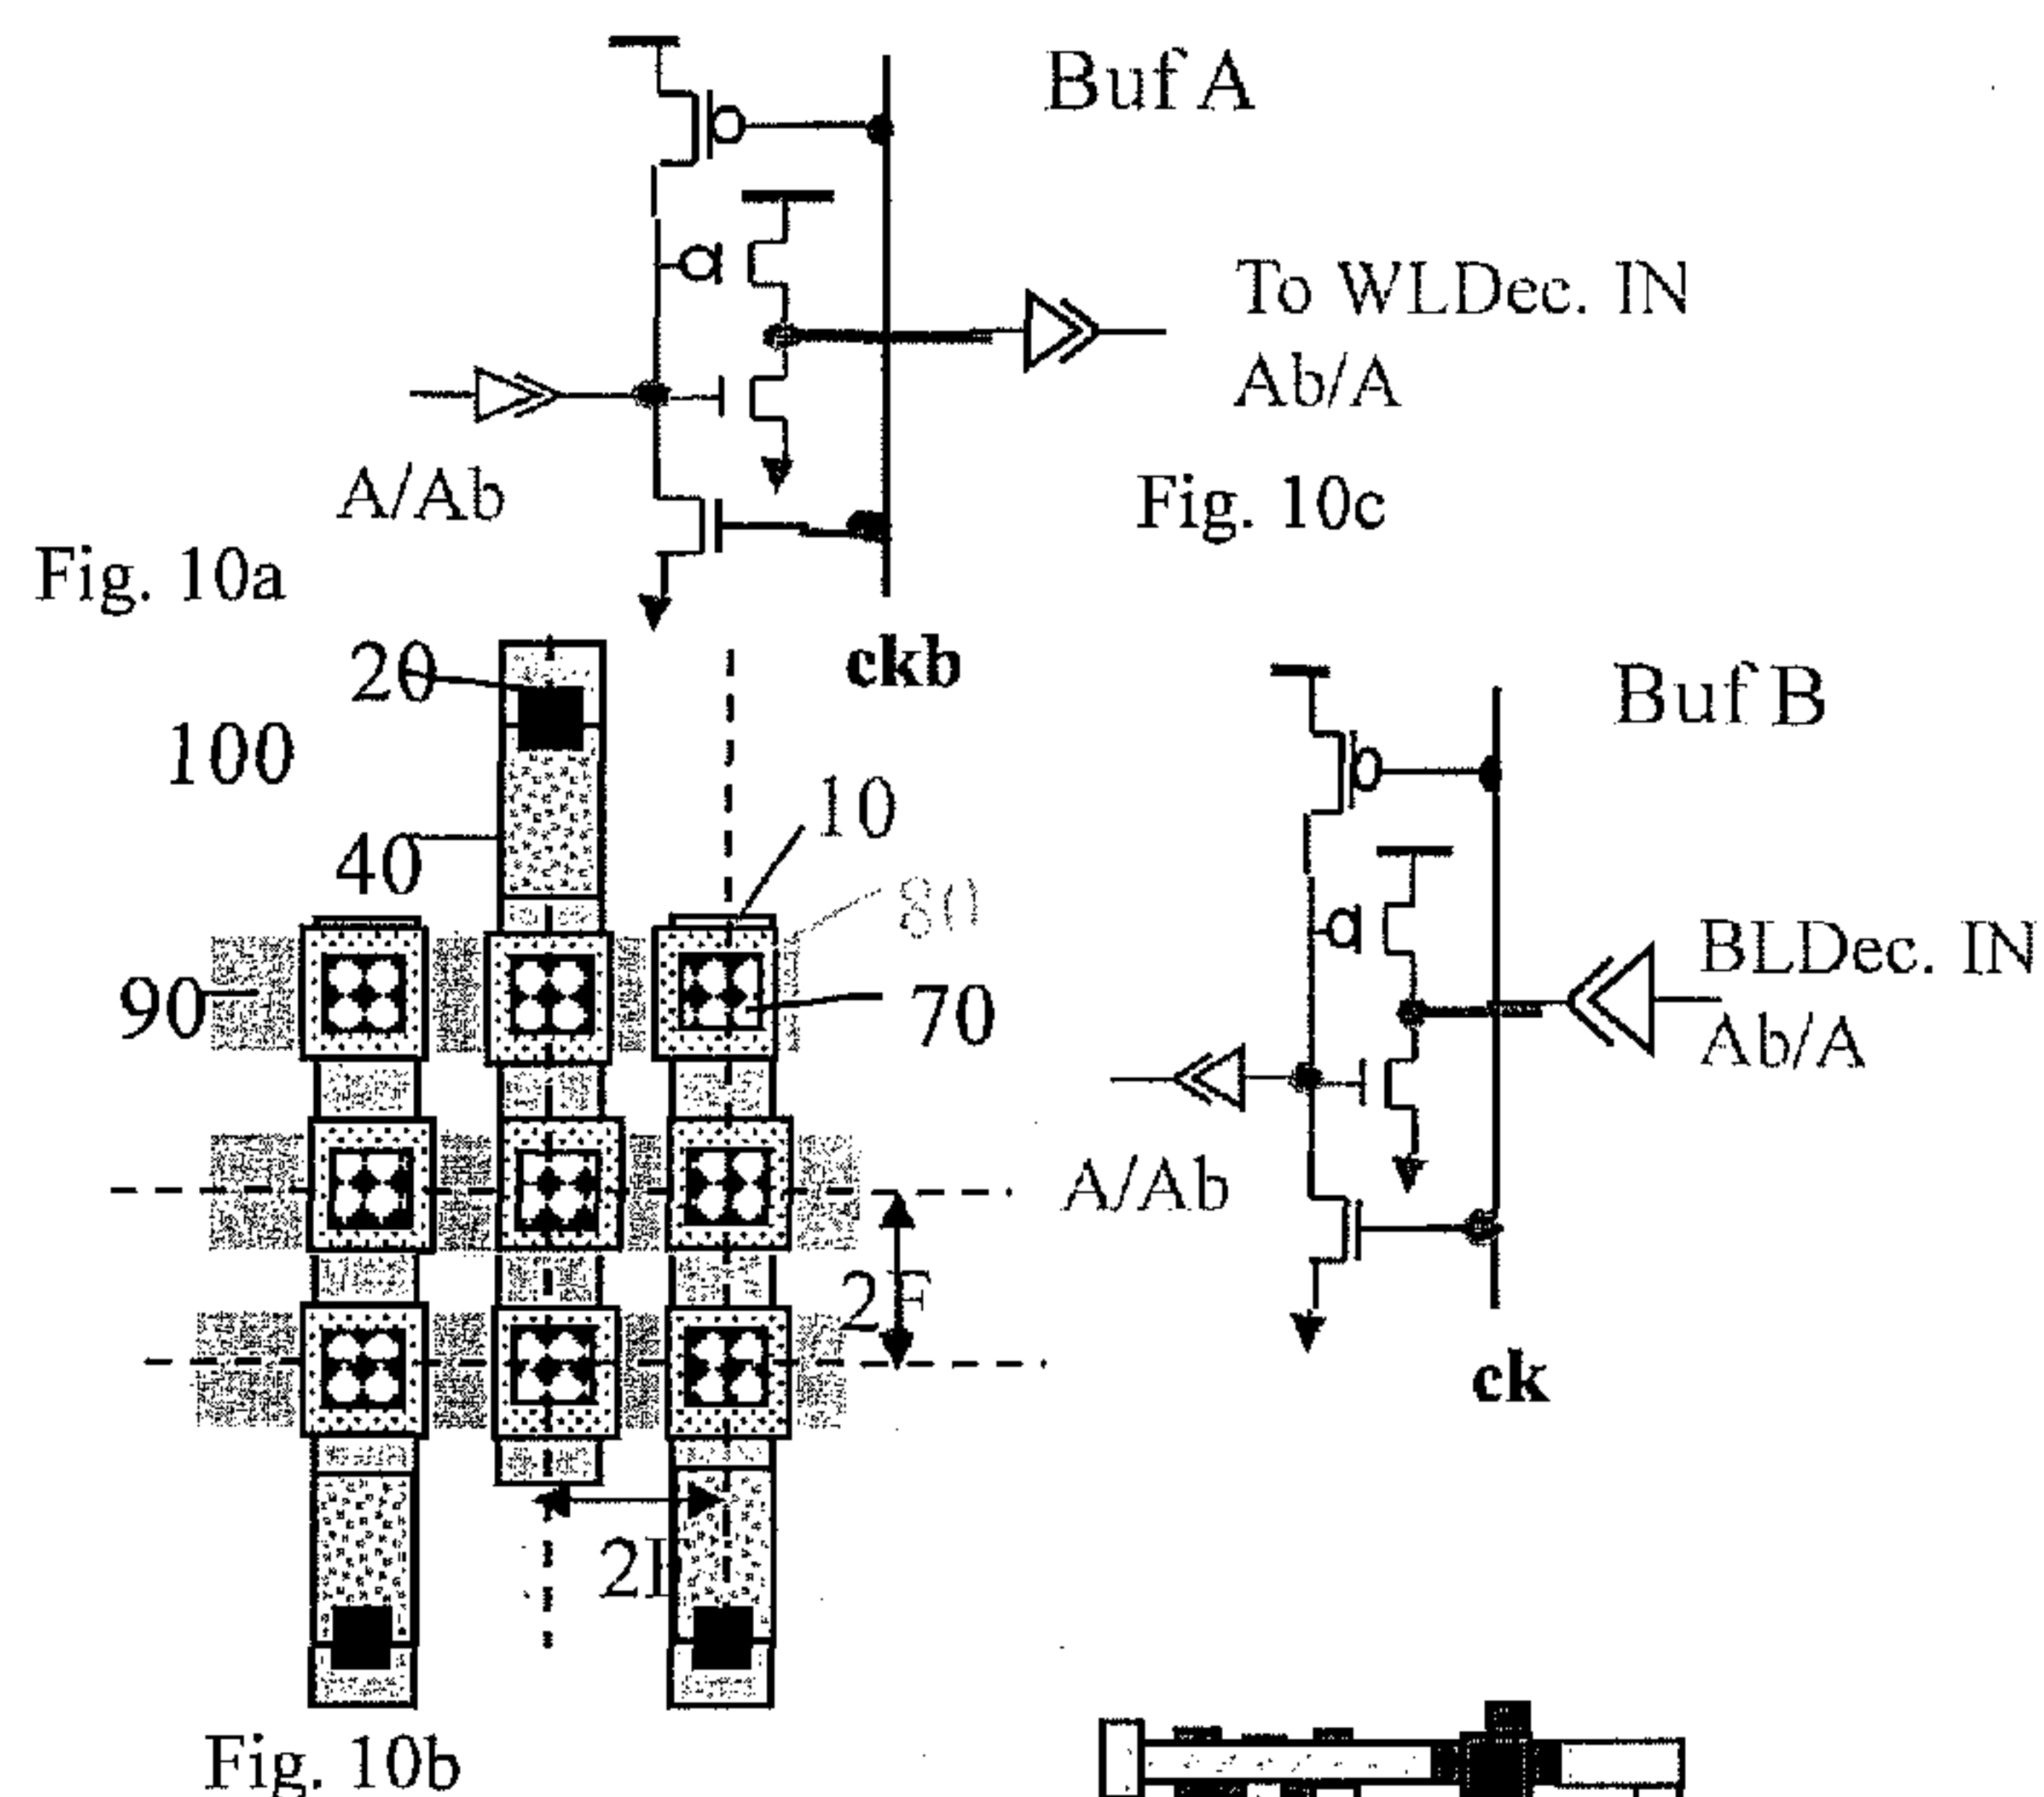 Buf A
To WLDec. IN
Ab/A
A/Ab
Fig. 10c
Fig. 10a
ckb
20
100
10
40
80
90
70
2F
2F
Fig. 10b
Buf B
BLDec. IN
Ab/A
A/Ab
ck